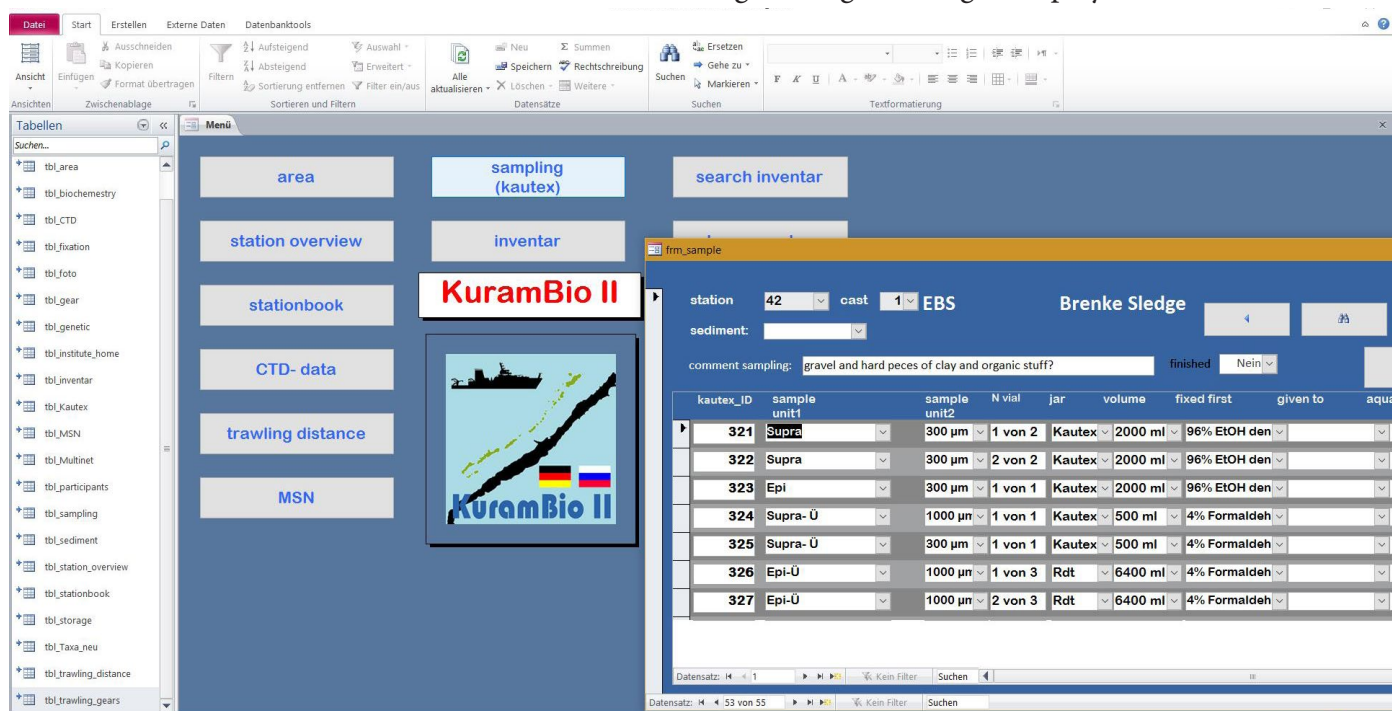 Datei Start Erstellen Externe Daten Datenbanktools
Ansicht
Ansichten
Einfügen
Ausschneiden
Kopieren
Format übertragen
Zwischenablage
Filtern
Aufsteigend
Absteigend
Sortierung entfernen
Auswahl
Erweitert
Filter ein/aus
Sortieren und Filtern
Alle
aktualisieren
Neu
Speichern
Löschen
Summen
Rechtschreibung
Weitere
Datensätze
Suchen
Ersetzen
Gehe zu
Markieren
Suchen
F K U A
Textformatierung
Tabellen
Suchen...
tbl_area
tbl_biochemestry
tbl_CTD
tbl_fixation
tbl_foto
tbl_gear
tbl_genetic
tbl_institute_home
tbl_inventar
tbl_Kautex
tbl_MSN
tbl_Multinet
tbl_participants
tbl_sampling
tbl_sediment
tbl_station_overview
tbl_stationbook
tbl_storage
tbl_Taxa_neu
tbl_trawling_distance
tbl_trawling_gears
Menü
area
sampling
(kautex)
search inventar
station overview
inventar
stationbook
KuramBio II
CTD- data
trawling distance
MSN
KuramBio II
frm_sample
station 42 cast 1 EBS Brenke Sledge
sediment:
comment sampling: gravel and hard peces of clay and organic stuff? finished Nein
kautex_ID sample unit1 sample unit2 N vial jar volume fixed first given to aqua
321 Supra 300 µm 1 von 2 Kautex 2000 ml 96% EtOH den
322 Supra 300 µm 2 von 2 Kautex 2000 ml 96% EtOH den
323 Epi 300 µm 1 von 1 Kautex 2000 ml 96% EtOH den
324 Supra- Ü 1000 µm 1 von 1 Kautex 500 ml 4% Formaldeh
325 Supra- Ü 300 µm 1 von 1 Kautex 500 ml 4% Formaldeh
326 Epi-Ü 1000 µm 1 von 3 Rdt 6400 ml 4% Formaldeh
327 Epi-Ü 1000 µm 2 von 3 Rdt 6400 ml 4% Formaldeh
Datensatz: 1 Kein Filter Suchen
Datensatz: 53 von 55 Kein Filter Suchen